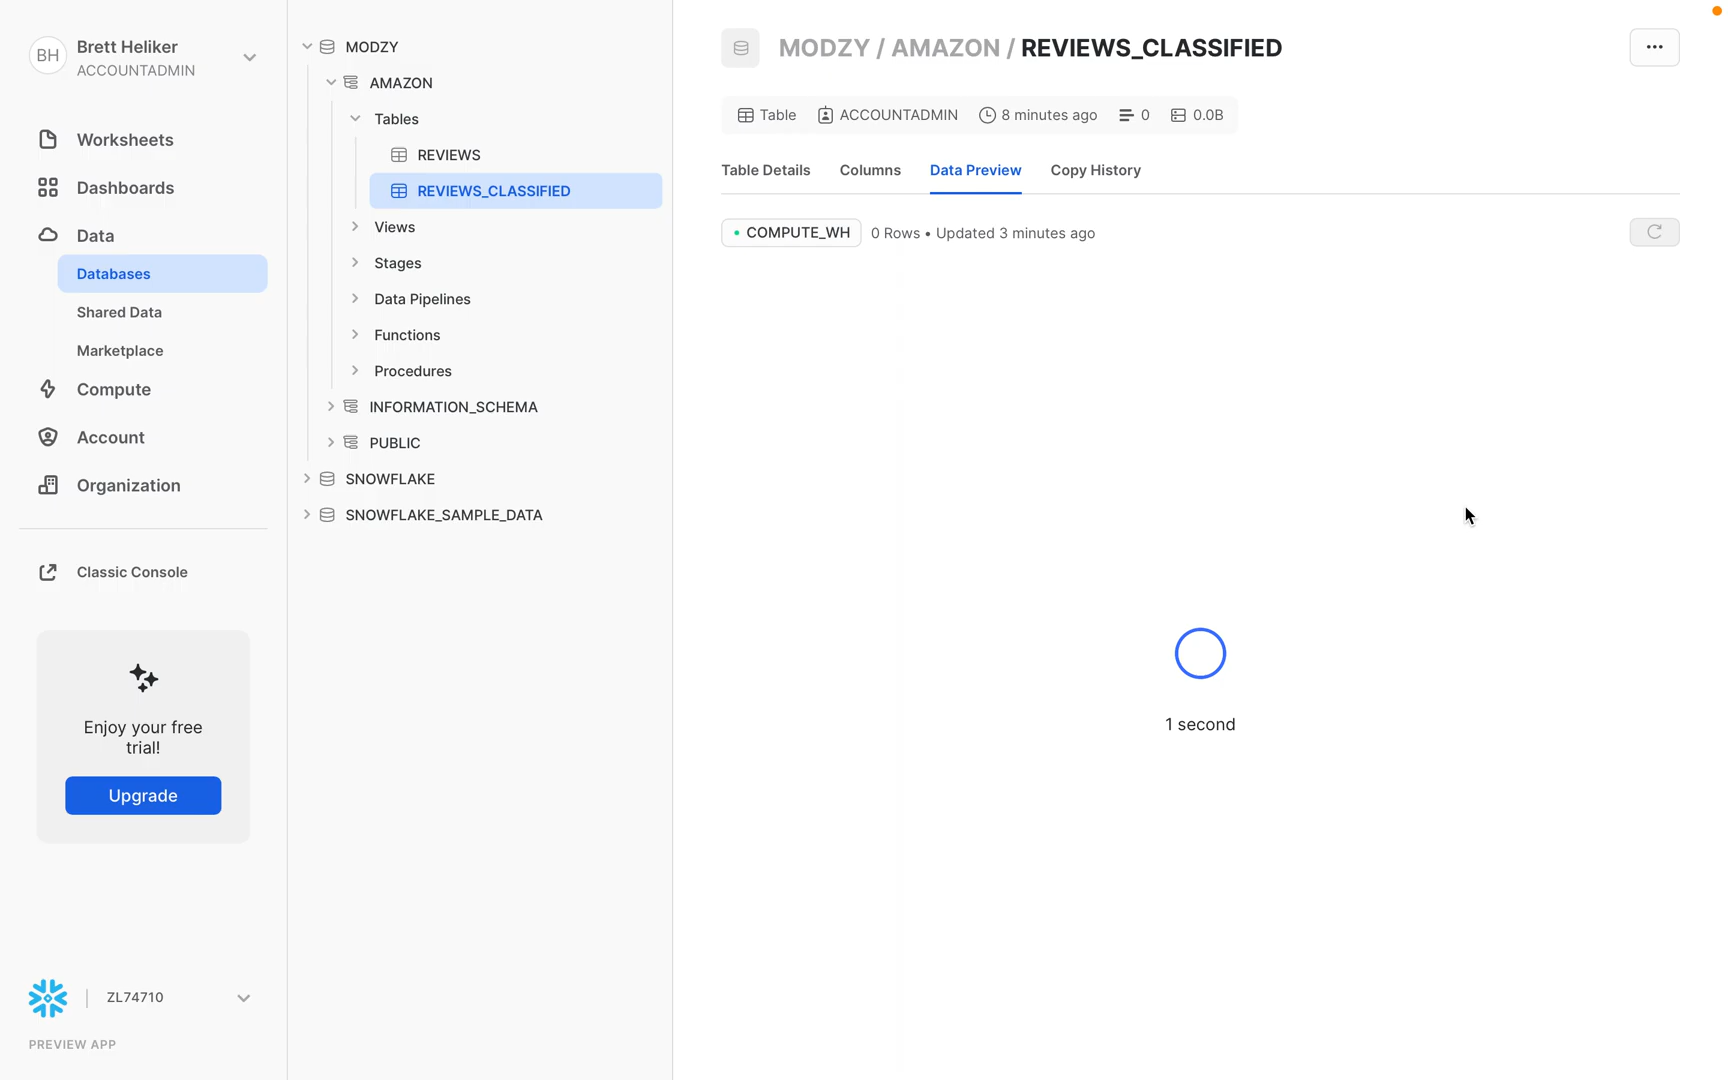 BH
Brett Heliker
ACCOUNTADMIN
Worksheets
Dashboards
Data
Databases
Shared Data
Marketplace
Compute
Account
Organization
Classic Console
Enjoy your free
trial!
Upgrade
ZL74710
PREVIEW APP
MODZY
AMAZON
Tables
REVIEWS
REVIEWS_CLASSIFIED
Views
Stages
Data Pipelines
Functions
Procedures
INFORMATION_SCHEMA
PUBLIC
SNOWFLAKE
SNOWFLAKE_SAMPLE_DATA
MODZY / AMAZON / REVIEWS_CLASSIFIED
Table ACCOUNTADMIN 8 minutes ago 0 0.0B
Table Details Columns Data Preview Copy History
COMPUTE_WH 0 Rows • Updated 3 minutes ago
1 second